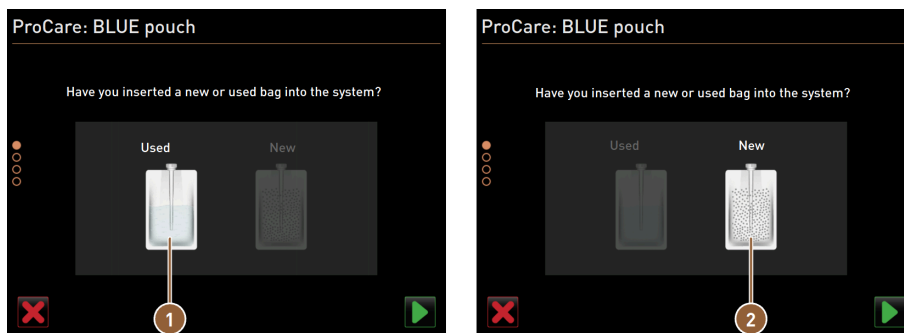 ProCare: BLUE pouch
Have you inserted a new or used bag into the system?
Used New
1
ProCare: BLUE pouch
Have you inserted a new or used bag into the system?
Used New
2